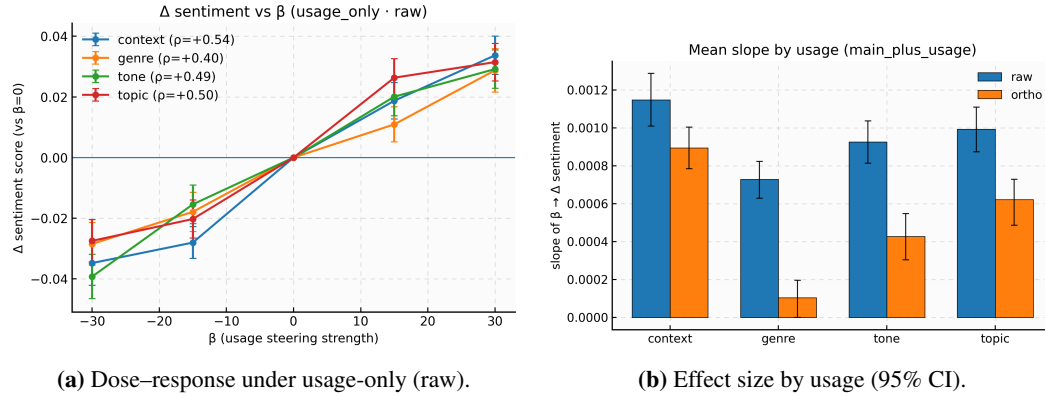 Δ sentiment vs β (usage_only · raw)
context (ρ=+0.54)
genre (ρ=+0.40)
tone (ρ=+0.49)
topic (ρ=+0.50)
Δ sentiment score (vs β=0)
0.04
0.02
0.00
−0.02
−0.04
−30
−20
−10
0
10
20
30
β (usage steering strength)
(a) Dose–response under usage-only (raw).
Mean slope by usage (main_plus_usage)
raw
ortho
slope of β → Δ sentiment
0.0012
0.0010
0.0008
0.0006
0.0004
0.0002
0.0000
context
genre
tone
topic
(b) Effect size by usage (95% CI).